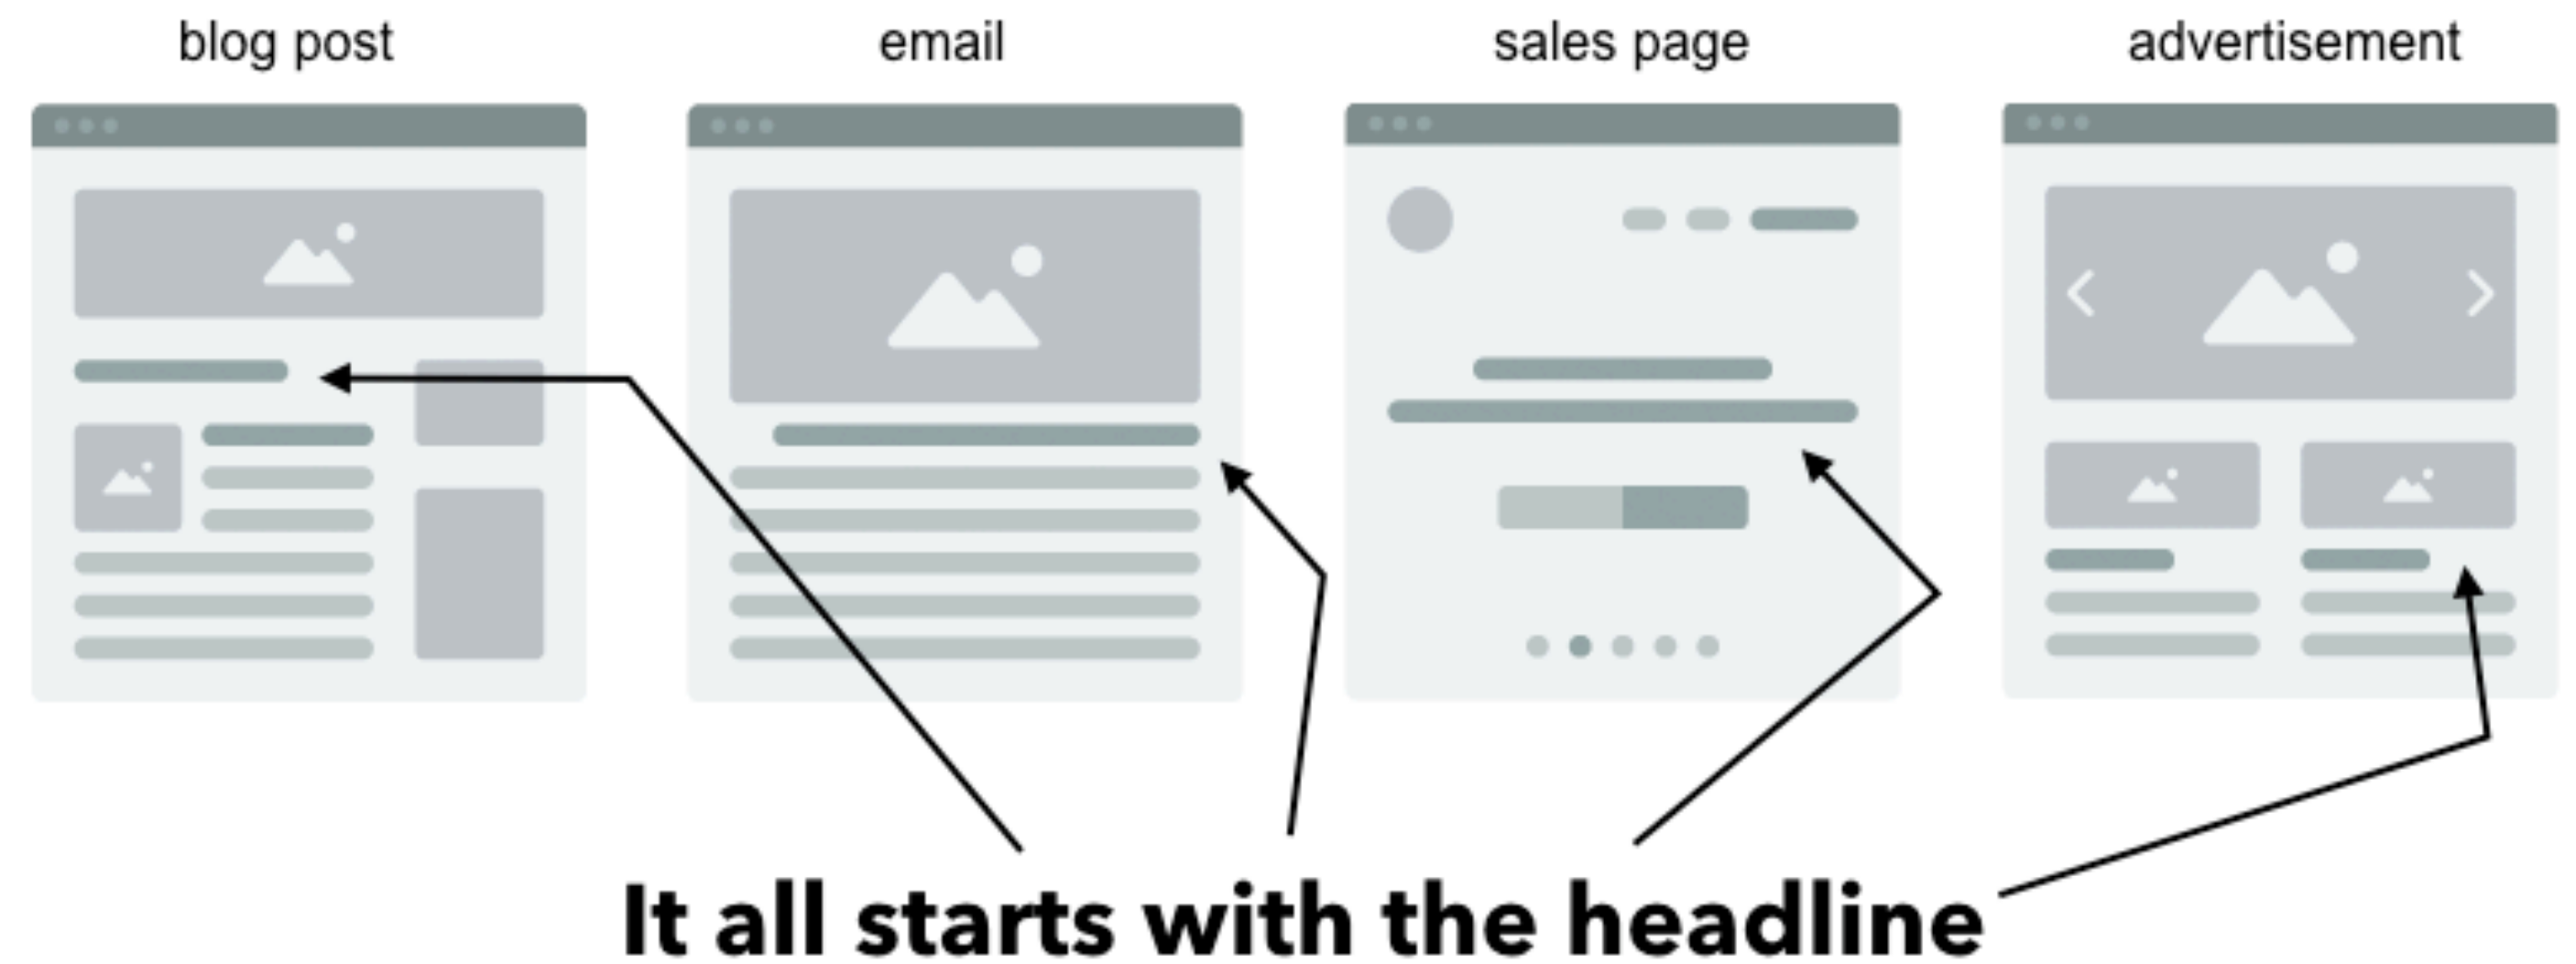 blog post
email
sales page
advertisement
It all starts with the headline